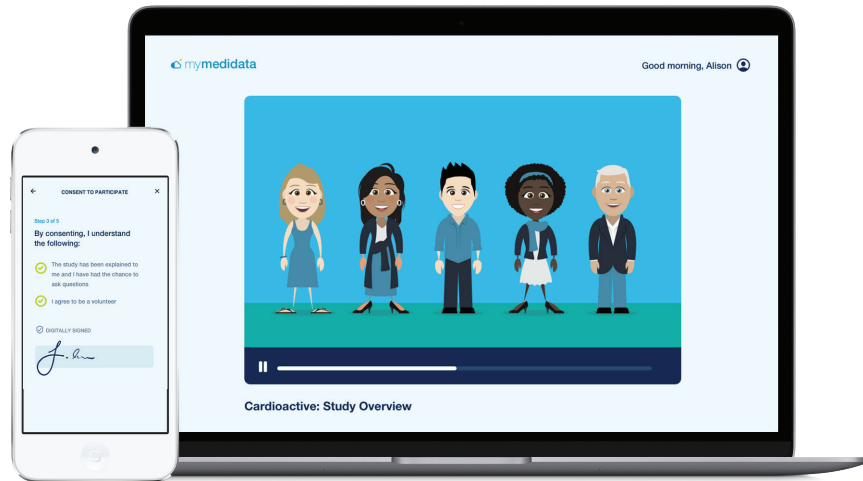 mymedidata
Good morning, Alison
Cardioactive: Study Overview
CONSENT TO PARTICIPATE
Step 3 of 5
By consenting, I understand
the following:
The study has been explained to
me and I have had the chance to
ask questions
I agree to be a volunteer
DIGITALLY SIGNED